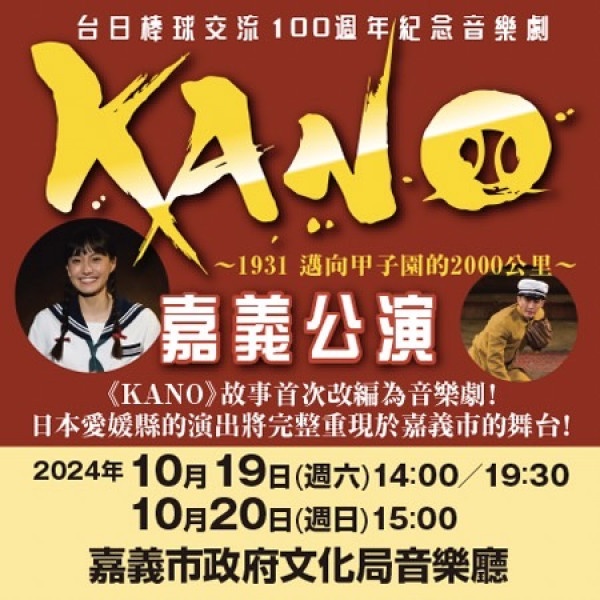 台日棒球交流100週年紀念音樂劇
KANO
～1931 邁向甲子園的2000公里～
嘉義公演
《KANO》故事首次改編為音樂劇！
日本愛媛縣的演出將完整重現於嘉義市的舞台！
2024年 10月19日(週六)14:00／19:30
10月20日(週日)15:00
嘉義市政府文化局音樂廳